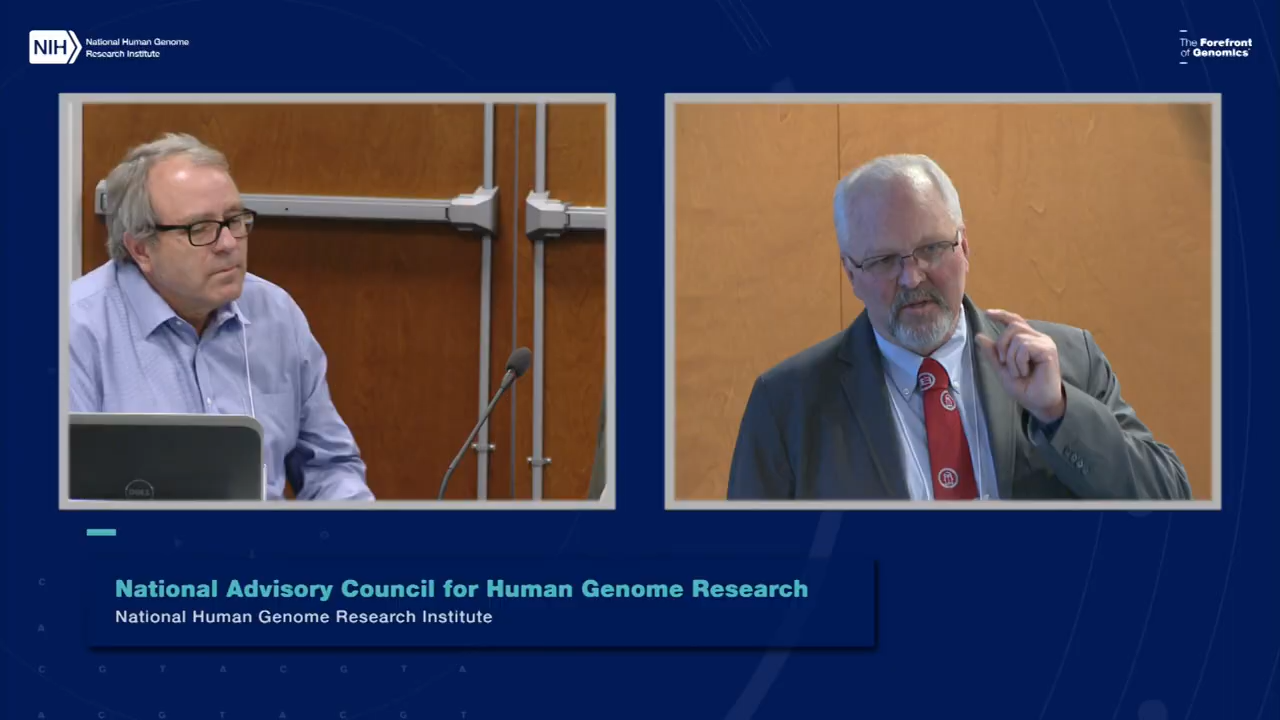 NIH
National Human Genome
Research Institute
The Forefront
of Genomics
DELL
National Advisory Council for Human Genome Research
National Human Genome Research Institute
C
A
C G T A C G T A
A C G T A C G T